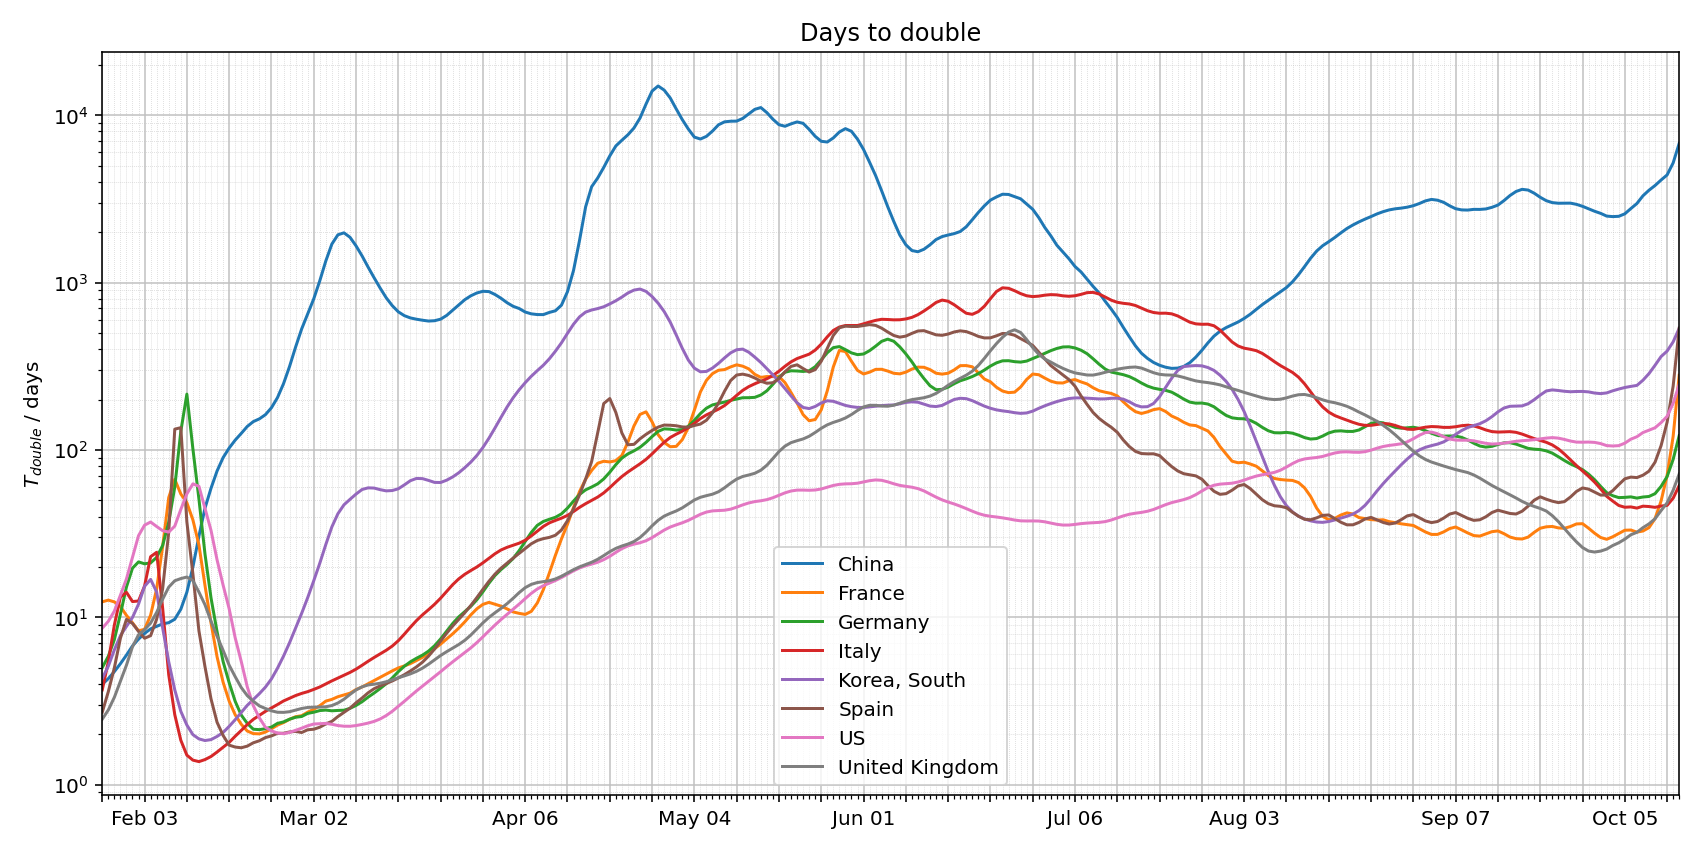 Days to double
T_double / days
10⁴
10³
10²
10¹
10⁰
Feb 03 Mar 02 Apr 06 May 04 Jun 01 Jul 06 Aug 03 Sep 07 Oct 05
China
France
Germany
Italy
Korea, South
Spain
US
United Kingdom